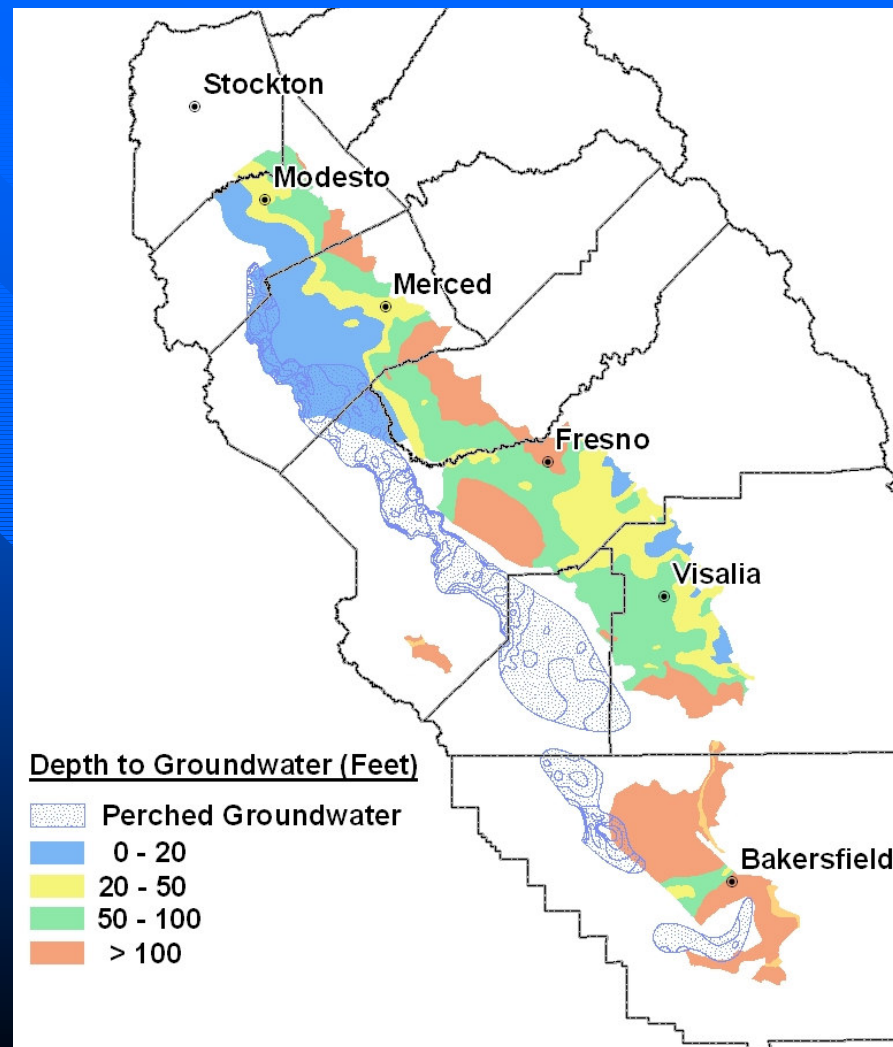 Stockton
Modesto
Merced
Fresno
Visalia
Depth to Groundwater (Feet)
Perched Groundwater
0 - 20
20 - 50
50 - 100
> 100
Bakersfield